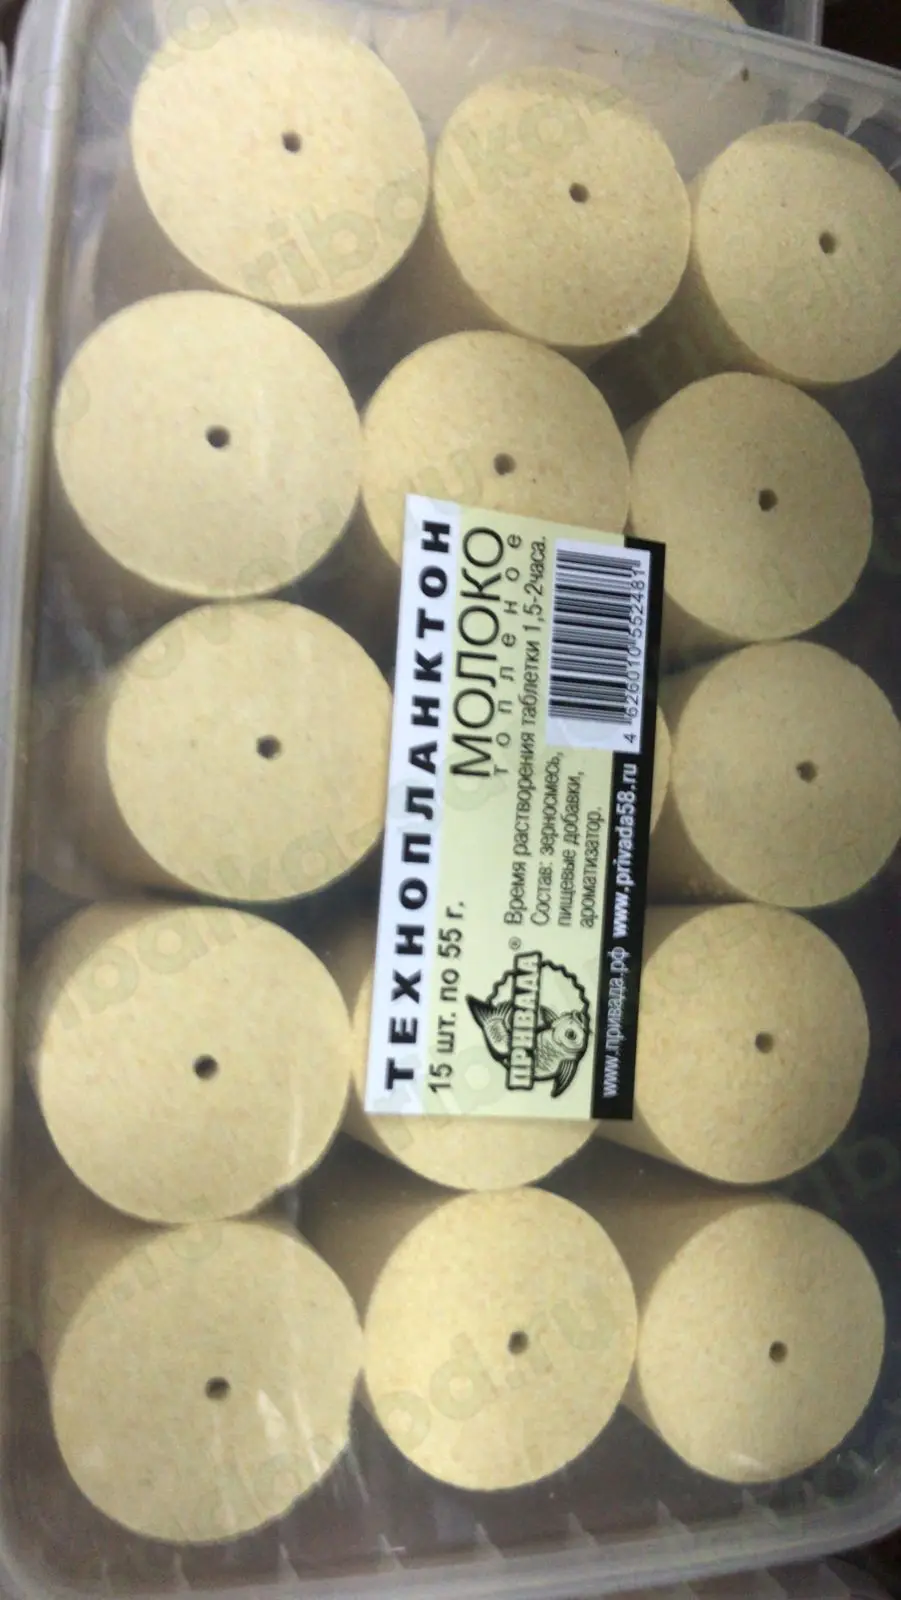 ТЕХНОПЛАНКТОН
15 шт. по 55 г.
МОЛОКО
топленое
ПРИВАДА®
Время растворения таблетки 1,5-2часа.
Состав: зерносмесь,
пищевые добавки,
ароматизатор.
4 626010 552481
www.привада.рф www.privada58.ru